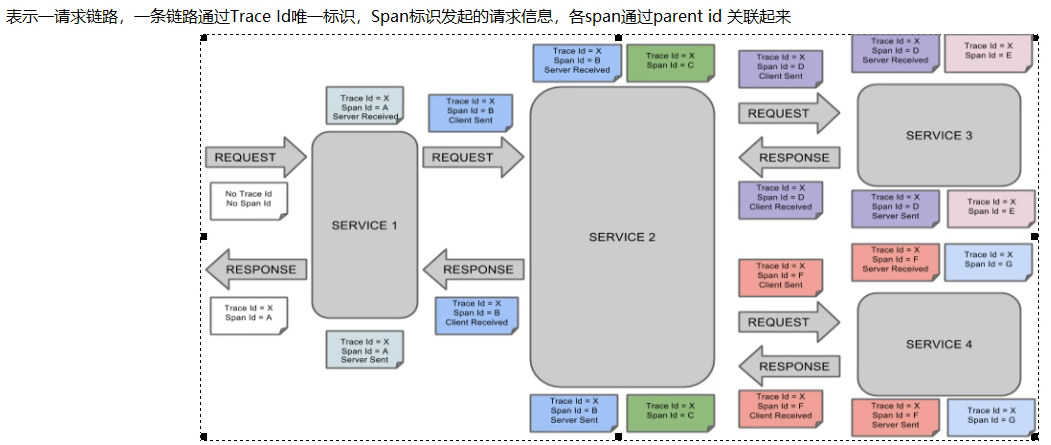 表示一请求链路，一条链路通过Trace Id唯一标识，Span标识发起的请求信息，各span通过parent id 关联起来
REQUEST
No Trace Id
No Span Id
RESPONSE
Trace Id = X
Span Id = A
Trace Id = X
Span Id = A
Server Received
SERVICE 1
Trace Id = X
Span Id = A
Server Sent
Trace Id = X
Span Id = B
Client Sent
REQUEST
RESPONSE
Trace Id = X
Span Id = B
Client Received
Trace Id = X
Span Id = B
Server Received
Trace Id = X
Span Id = C
SERVICE 2
Trace Id = X
Span Id = B
Server Sent
Trace Id = X
Span Id = C
Trace Id = X
Span Id = D
Client Sent
REQUEST
RESPONSE
Trace Id = X
Span Id = D
Client Received
Trace Id = X
Span Id = D
Server Received
Trace Id = X
Span Id = E
SERVICE 3
Trace Id = X
Span Id = D
Server Sent
Trace Id = X
Span Id = E
Trace Id = X
Span Id = F
Client Sent
REQUEST
RESPONSE
Trace Id = X
Span Id = F
Client Received
Trace Id = X
Span Id = F
Server Received
Trace Id = X
Span Id = G
SERVICE 4
Trace Id = X
Span Id = F
Server Sent
Trace Id = X
Span Id = G